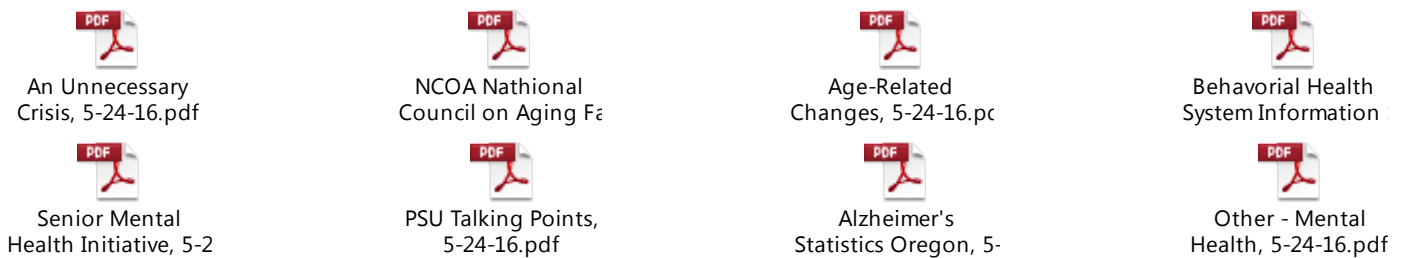 PDF PDF PDF PDF
An Unnecessary NCOA Nathional Age-Related Behavorial Health
Crisis, 5-24-16.pdf Council on Aging Fa Changes, 5-24-16.pd System Information
PDF PDF PDF PDF
Senior Mental PSU Talking Points, Alzheimer's Other - Mental
Health Initiative, 5-2 5-24-16.pdf Statistics Oregon, 5- Health, 5-24-16.pdf